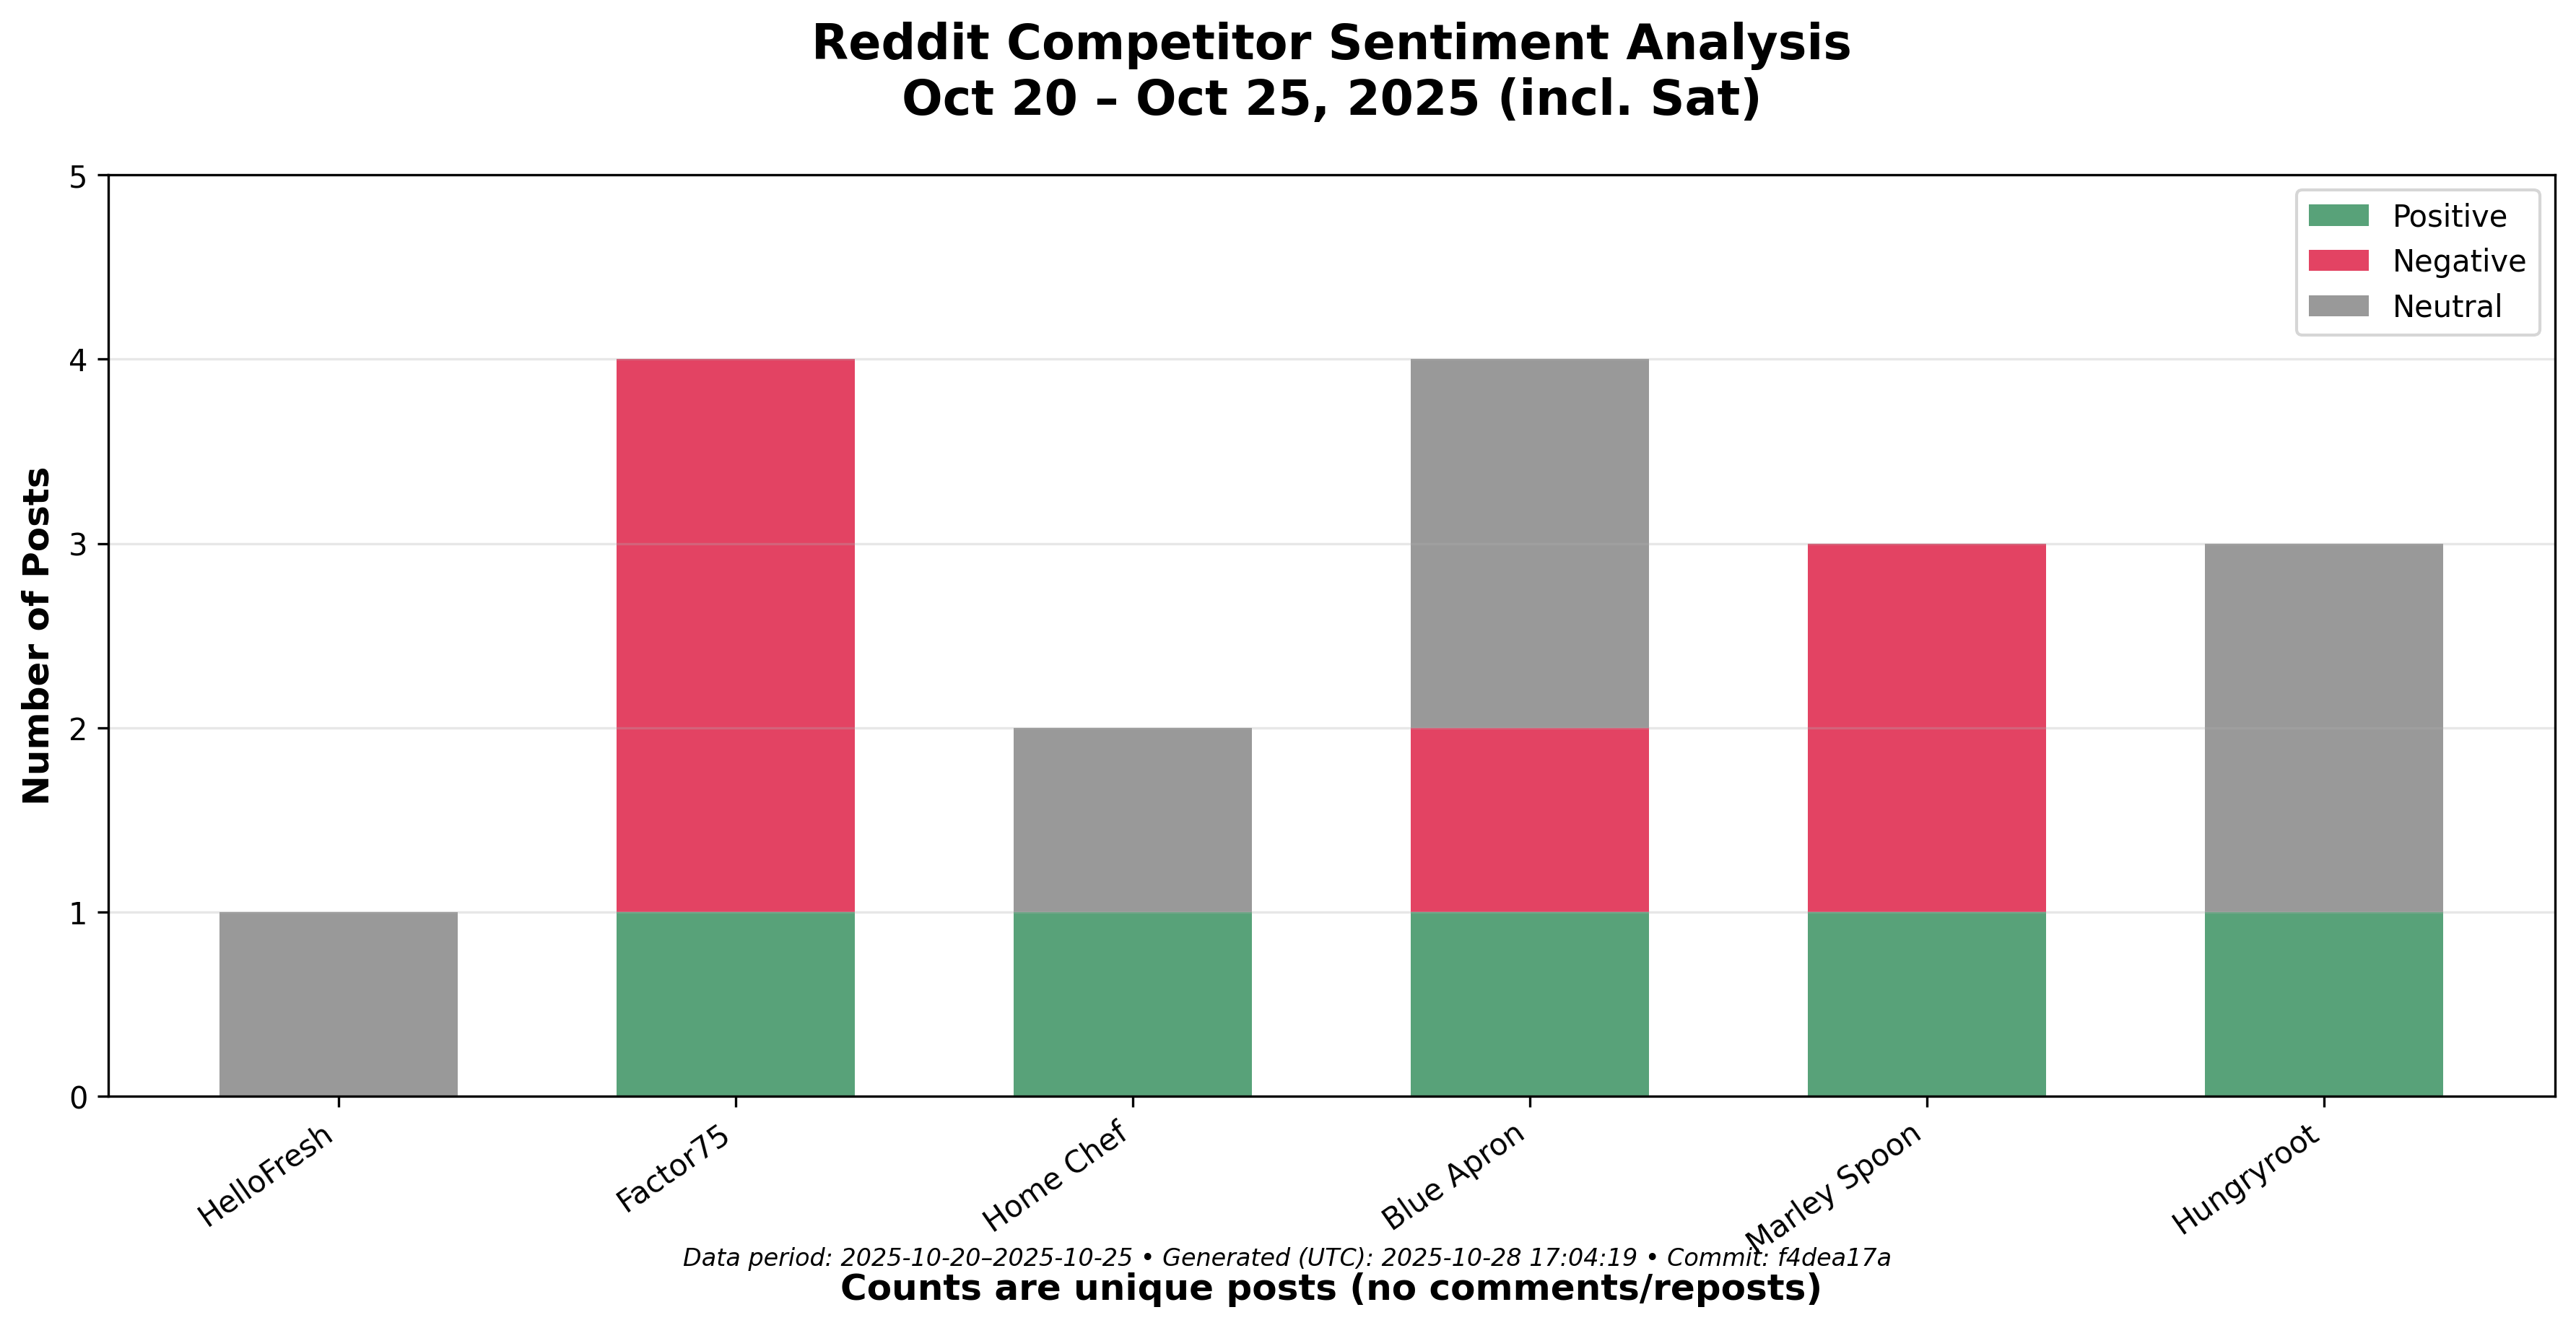 Reddit Competitor Sentiment Analysis
Oct 20 – Oct 25, 2025 (incl. Sat)
Positive
Negative
Neutral
Number of Posts
5
4
3
2
1
0
HelloFresh
Factor75
Home Chef
Blue Apron
Marley Spoon
Hungryroot
Data period: 2025-10-20–2025-10-25 • Generated (UTC): 2025-10-28 17:04:19 • Commit: f4dea17a
Counts are unique posts (no comments/reposts)